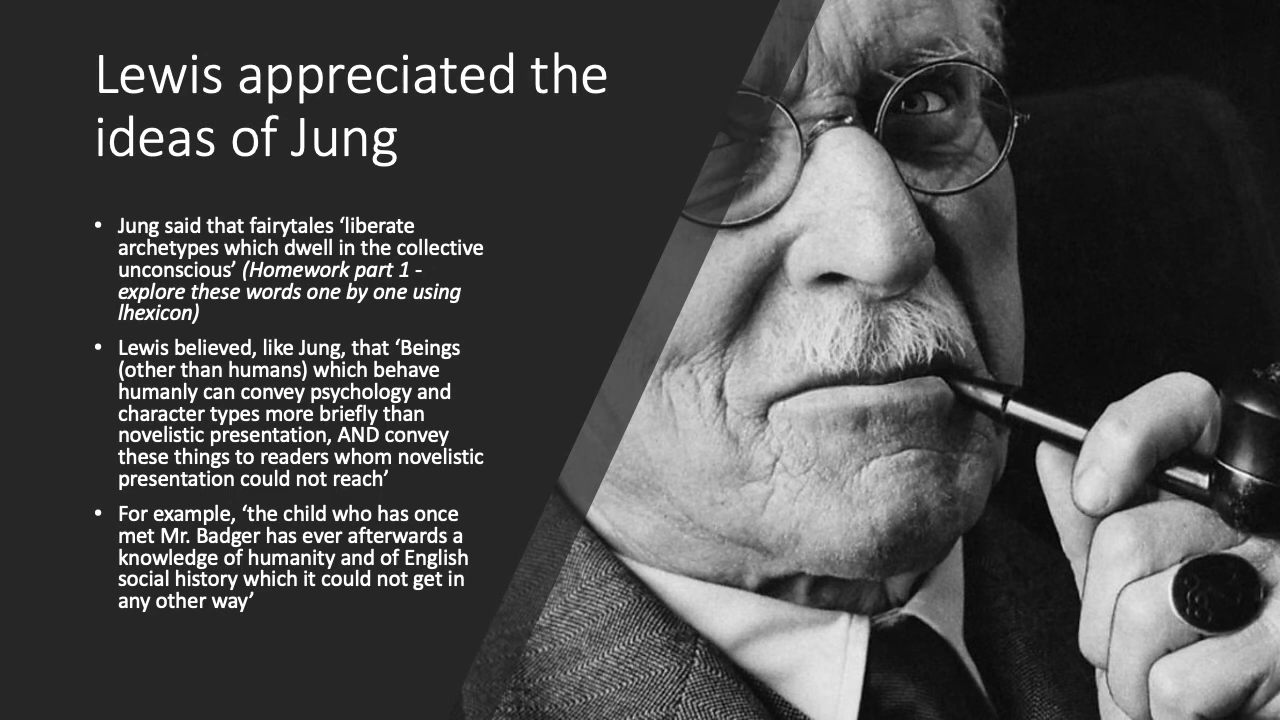 Lewis appreciated the
ideas of Jung
• Jung said that fairytales ‘liberate
archetypes which dwell in the collective
unconscious’ (Homework part 1 -
explore these words one by one using
lhexicon)
• Lewis believed, like Jung, that ‘Beings
(other than humans) which behave
humanly can convey psychology and
character types more briefly than
novelistic presentation, AND convey
these things to readers whom novelistic
presentation could not reach’
• For example, ‘the child who has once
met Mr. Badger has ever afterwards a
knowledge of humanity and of English
social history which it could not get in
any other way’